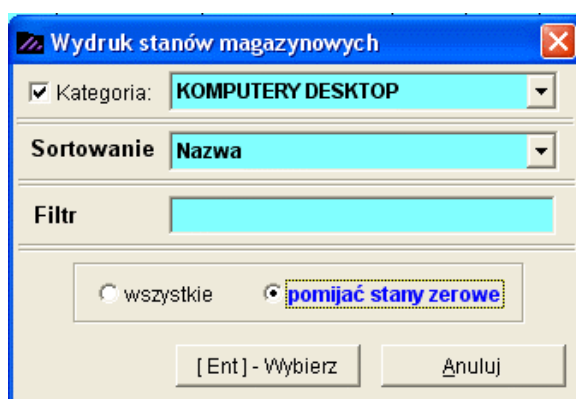 Wydruk stanów magazynowych
Kategoria: KOMPUTERY DESKTOP
Sortowanie Nazwa
Filtr
wszystkie pomijać stany zerowe
[ Ent ] - Wybierz Anuluj